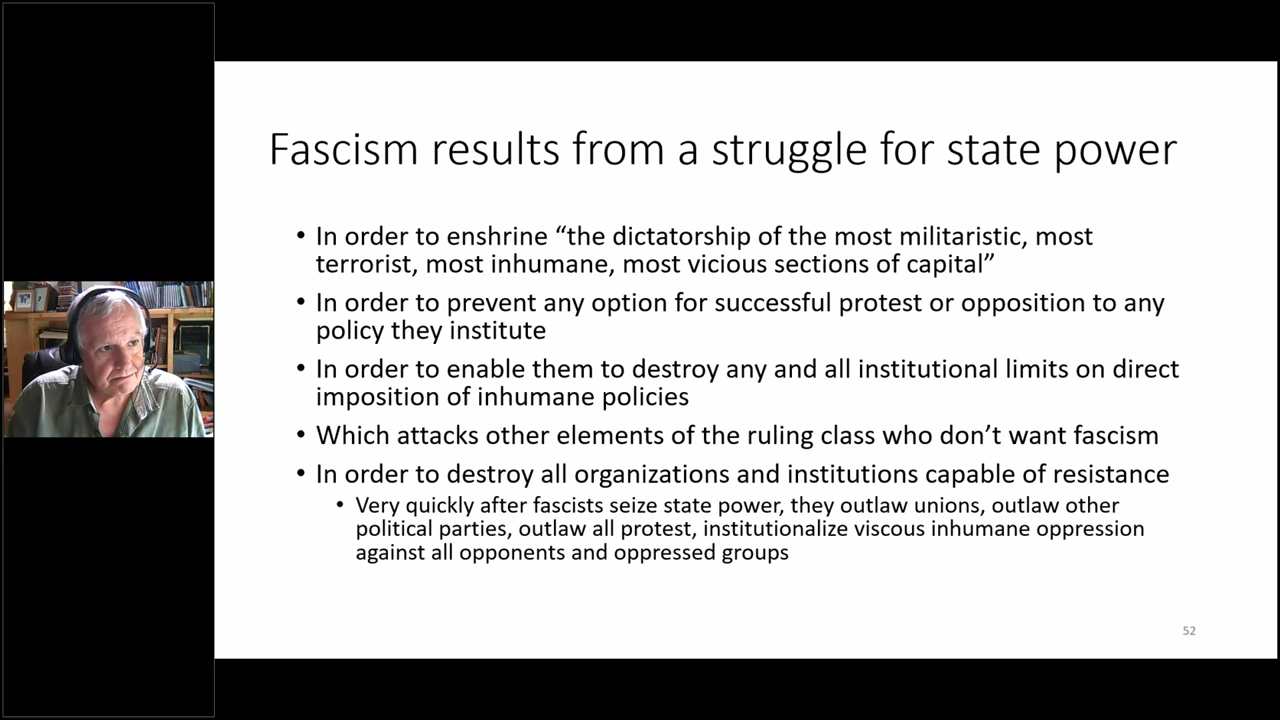 Fascism results from a struggle for state power
• In order to enshrine “the dictatorship of the most militaristic, most
terrorist, most inhumane, most vicious sections of capital”
• In order to prevent any option for successful protest or opposition to any
policy they institute
• In order to enable them to destroy any and all institutional limits on direct
imposition of inhumane policies
• Which attacks other elements of the ruling class who don’t want fascism
• In order to destroy all organizations and institutions capable of resistance
• Very quickly after fascists seize state power, they outlaw unions, outlaw other
political parties, outlaw all protest, institutionalize viscous inhumane oppression
against all opponents and oppressed groups
52